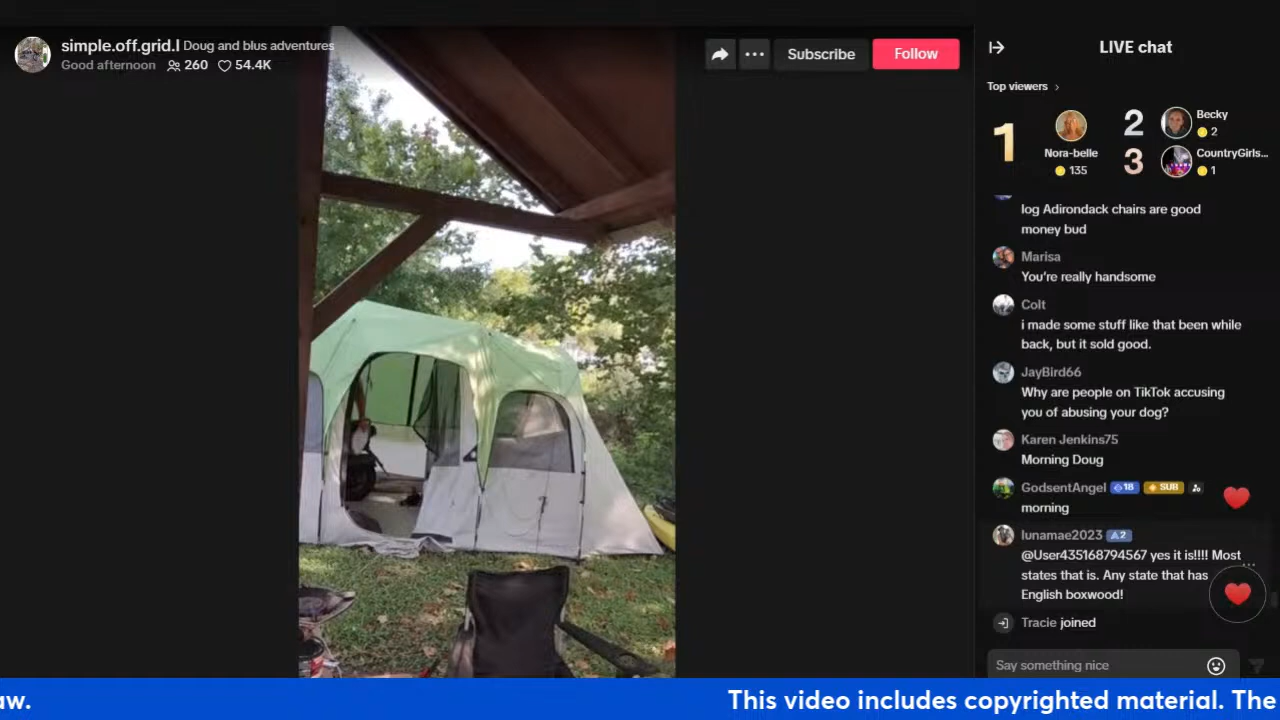 simple.off.grid.l Doug and blus adventures
Good afternoon 260 54.4K
Subscribe
Follow
LIVE chat
Top viewers
1
Nora-belle
135
2
Becky
2
3
CountryGirls...
1
log Adirondack chairs are good
money bud
Marisa
You're really handsome
Colt
i made some stuff like that been while
back, but it sold good.
JayBird66
Why are people on TikTok accusing
you of abusing your dog?
Karen Jenkins75
Morning Doug
GodsentAngel 18 SUB
morning
lunamae2023 2
@User435168794567 yes it is!!!! Most
states that is. Any state that has
English boxwood!
Tracie joined
Say something nice
aw. This video includes copyrighted material. The